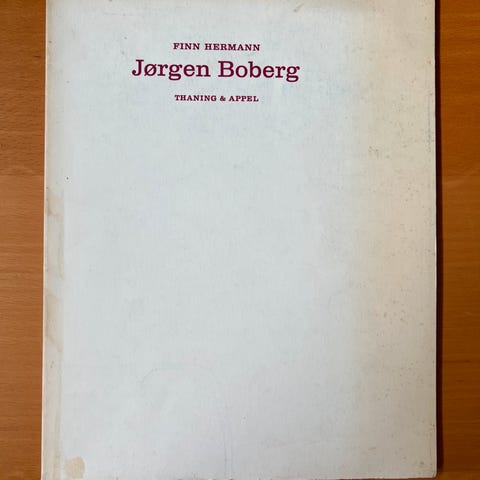 FINN HERMANN
Jørgen Boberg
THANING & APPEL